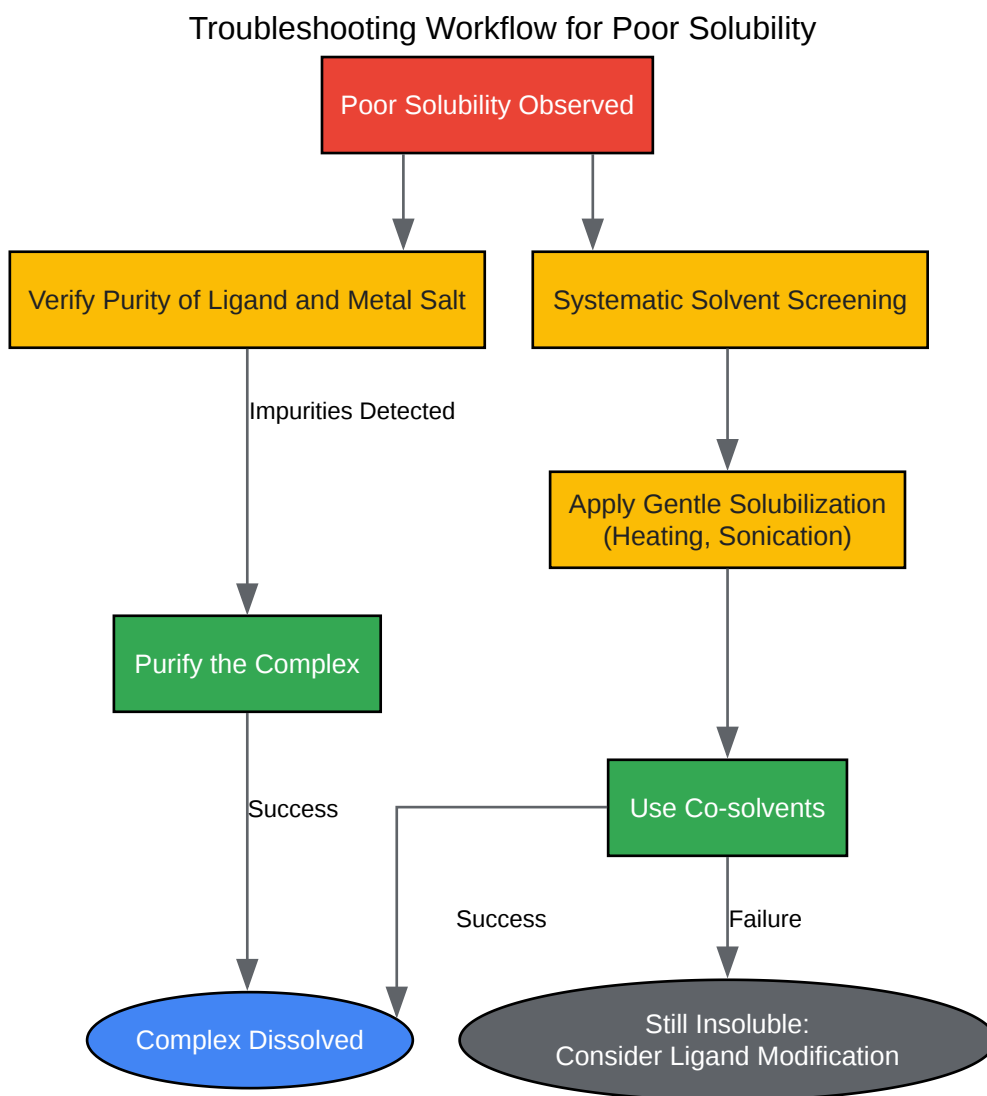 Troubleshooting Workflow for Poor Solubility
Poor Solubility Observed
Verify Purity of Ligand and Metal Salt
Systematic Solvent Screening
Impurities Detected
Apply Gentle Solubilization
(Heating, Sonication)
Purify the Complex
Use Co-solvents
Success
Success
Failure
Complex Dissolved
Still Insoluble:
Consider Ligand Modification